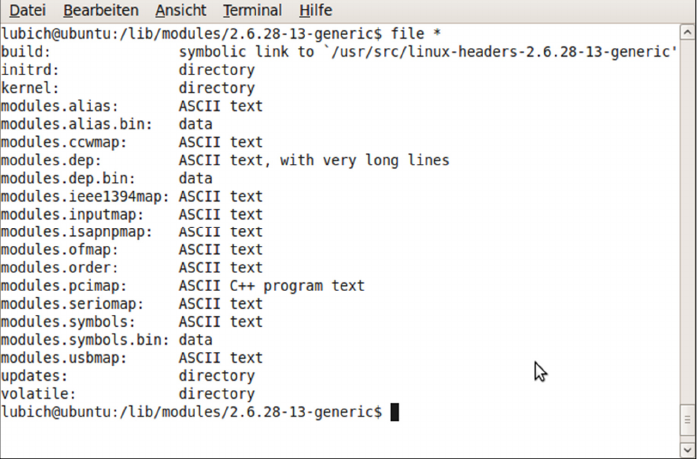 Datei Bearbeiten Ansicht Terminal Hilfe
lubich@ubuntu:/lib/modules/2.6.28-13-generic$ file *
build:             symbolic link to `/usr/src/linux-headers-2.6.28-13-generic'
initrd:            directory
kernel:            directory
modules.alias:     ASCII text
modules.alias.bin: data
modules.ccwmap:    ASCII text
modules.dep:       ASCII text, with very long lines
modules.dep.bin:   data
modules.ieee1394map: ASCII text
modules.inputmap:  ASCII text
modules.isapnpmap: ASCII text
modules.ofmap:     ASCII text
modules.order:     ASCII text
modules.pcimap:    ASCII C++ program text
modules.seriomap:  ASCII text
modules.symbols:   ASCII text
modules.symbols.bin: data
modules.usbmap:    ASCII text
updates:           directory
volatile:          directory
lubich@ubuntu:/lib/modules/2.6.28-13-generic$